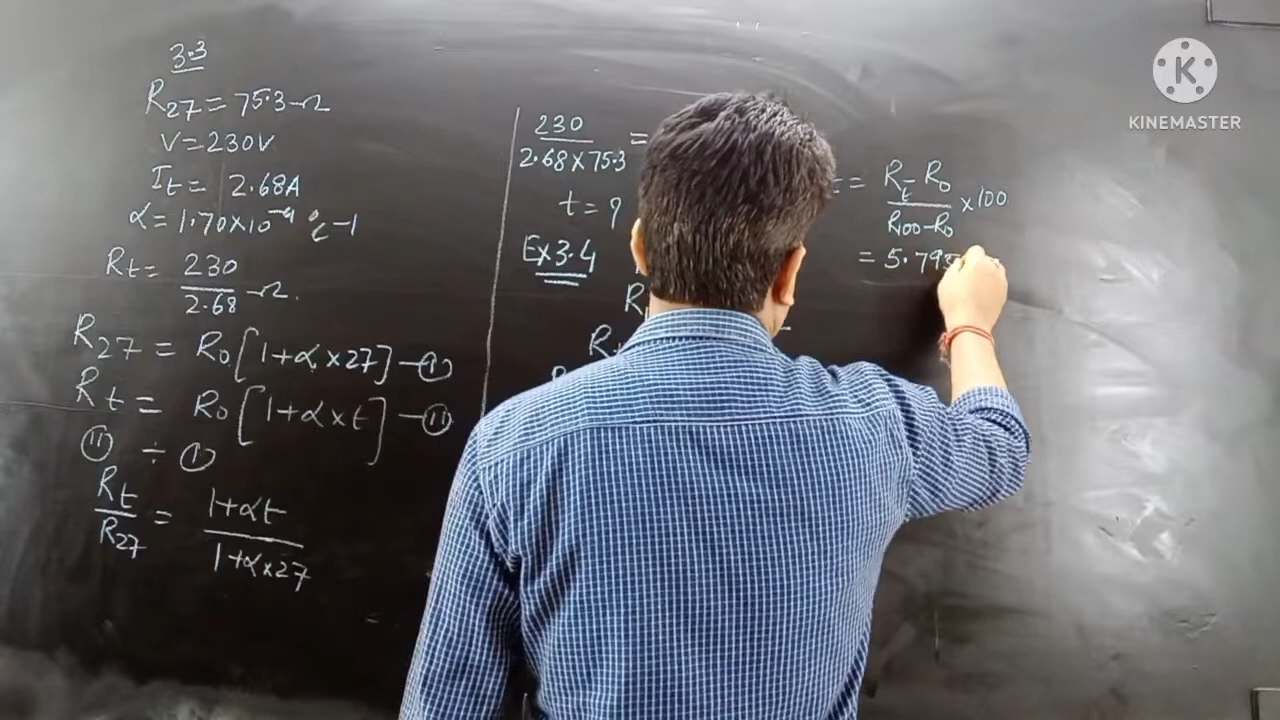 3.3
R27 = 75.3 Ω
V = 230V
It = 2.68A
α = 1.70×10⁻⁴ °c⁻¹
Rt = 230/2.68 Ω.
R27 = R0[1+α×27] — (I)
Rt = R0[1+α×t] — (II)
(II) ÷ (I)
Rt/R27 = 1+αt/1+α×27
230/2.68×75.3 =
t = ?
Ex 3.4
= Rt-R0/R100-R0 ×100
= 5.79
KINEMASTER